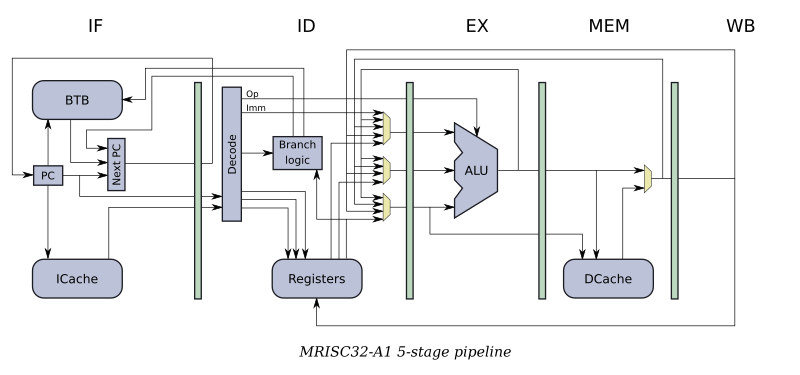 IF ID EX MEM WB
Op
Imm
BTB
Decode
Branch
logic
Next PC
PC
ALU
ICache
Registers
DCache
MRISC32-A1 5-stage pipeline